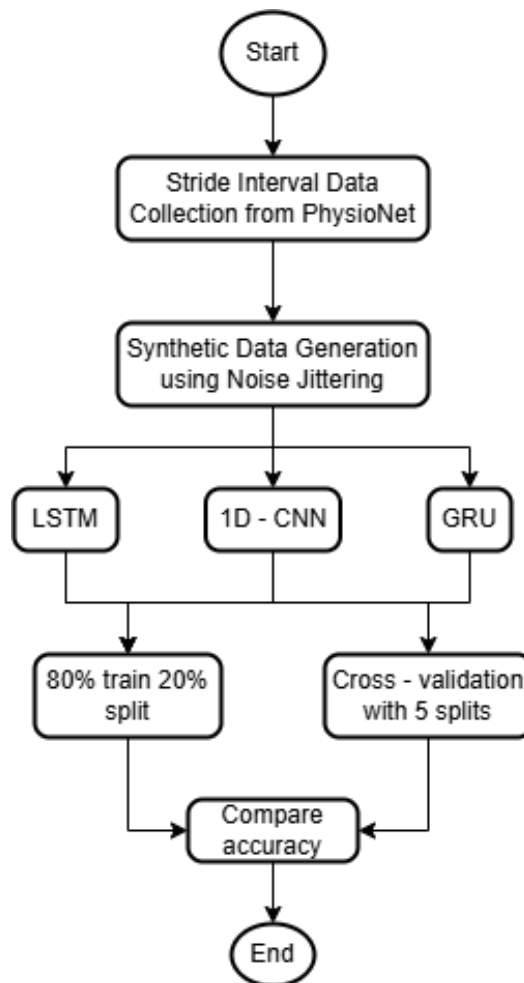 Start
Stride Interval Data
Collection from PhysioNet
Synthetic Data Generation
using Noise Jittering
LSTM
1D - CNN
GRU
80% train 20%
split
Cross - validation
with 5 splits
Compare
accuracy
End